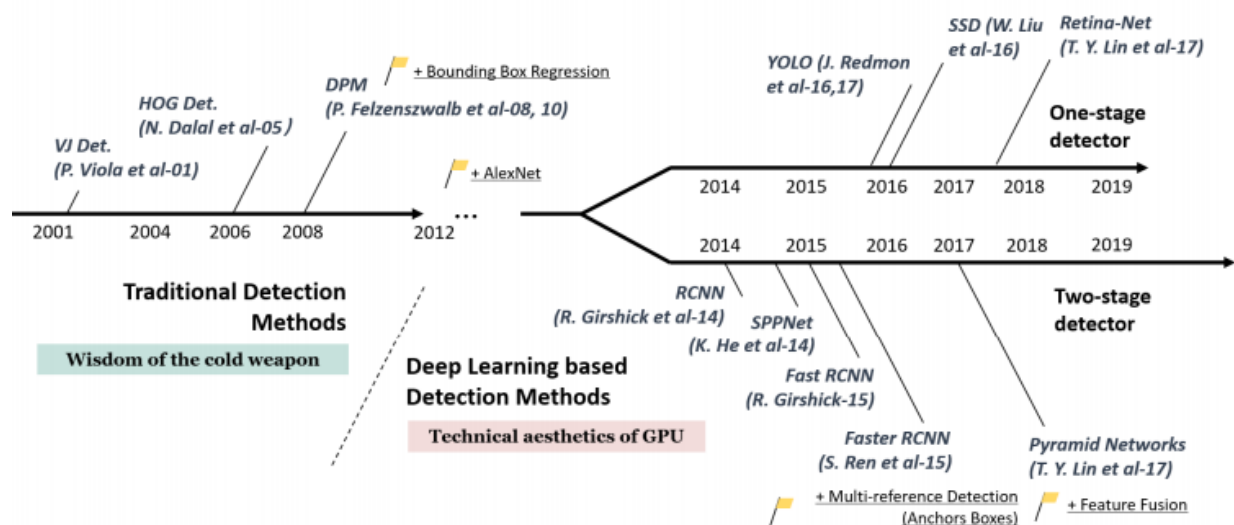 SSD (W. Liu
et al-16)
Retina-Net
(T. Y. Lin et al-17)
+ Bounding Box Regression
YOLO (J. Redmon
et al-16,17)
DPM
(P. Felzenszwalb et al-08, 10)
HOG Det.
(N. Dalal et al-05)
VJ Det.
(P. Viola et al-01)
One-stage
detector
+ AlexNet
2014 2015 2016 2017 2018 2019
...
2001 2004 2006 2008 2012
2014 2015 2016 2017 2018 2019
Traditional Detection
Methods
Wisdom of the cold weapon
RCNN
(R. Girshick et al-14)
SPPNet
(K. He et al-14)
Two-stage
detector
Deep Learning based
Detection Methods
Technical aesthetics of GPU
Fast RCNN
(R. Girshick-15)
Faster RCNN
(S. Ren et al-15)
Pyramid Networks
(T. Y. Lin et al-17)
+ Multi-reference Detection
(Anchors Boxes)
+ Feature Fusion